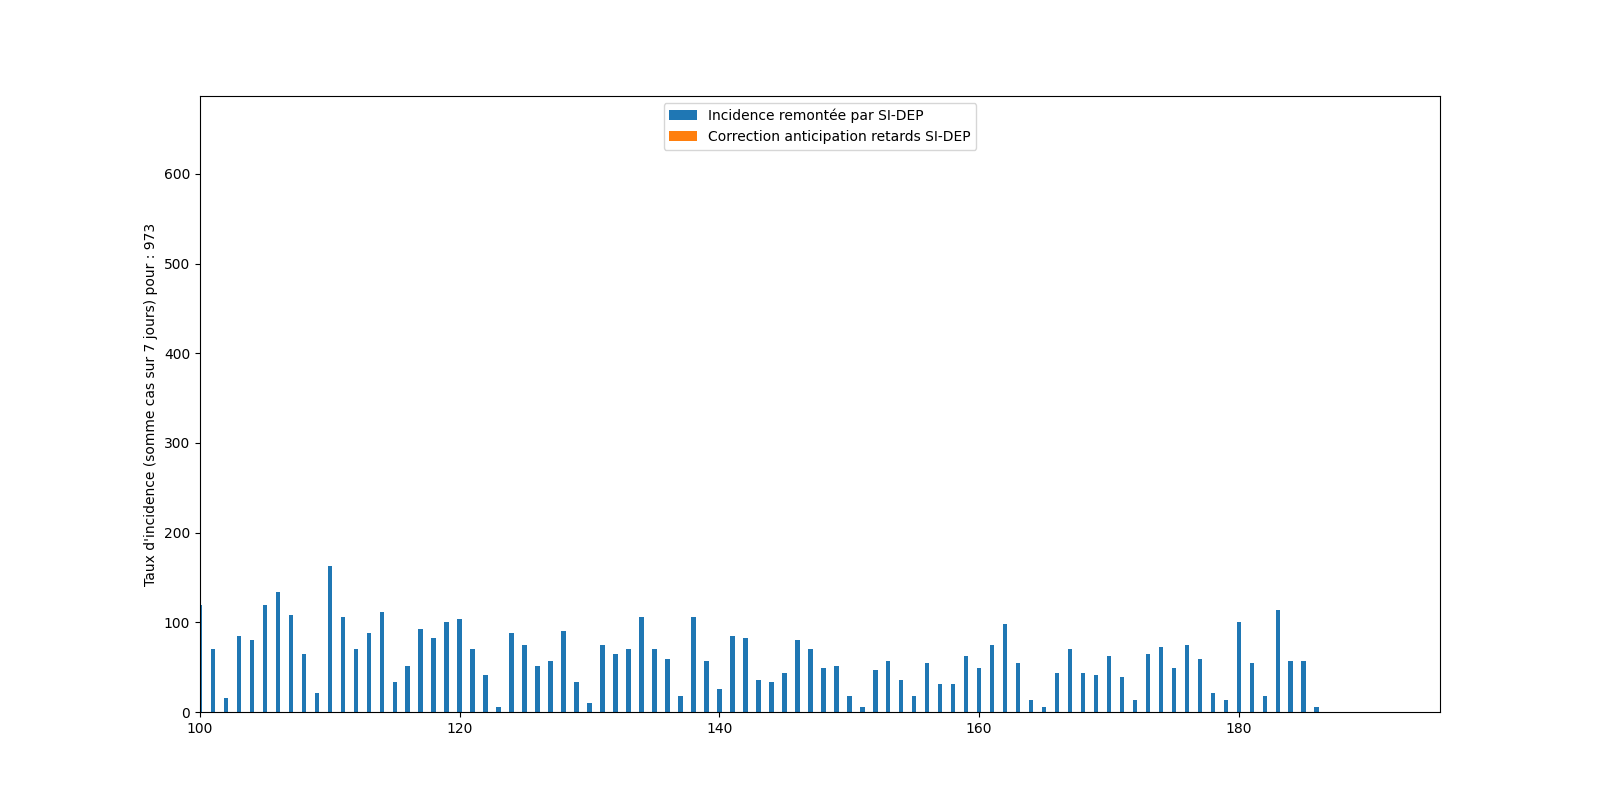 Incidence remontée par SI-DEP
Correction anticipation retards SI-DEP
Taux d'incidence (somme cas sur 7 jours) pour : 973
600
500
400
300
200
100
0
100 120 140 160 180